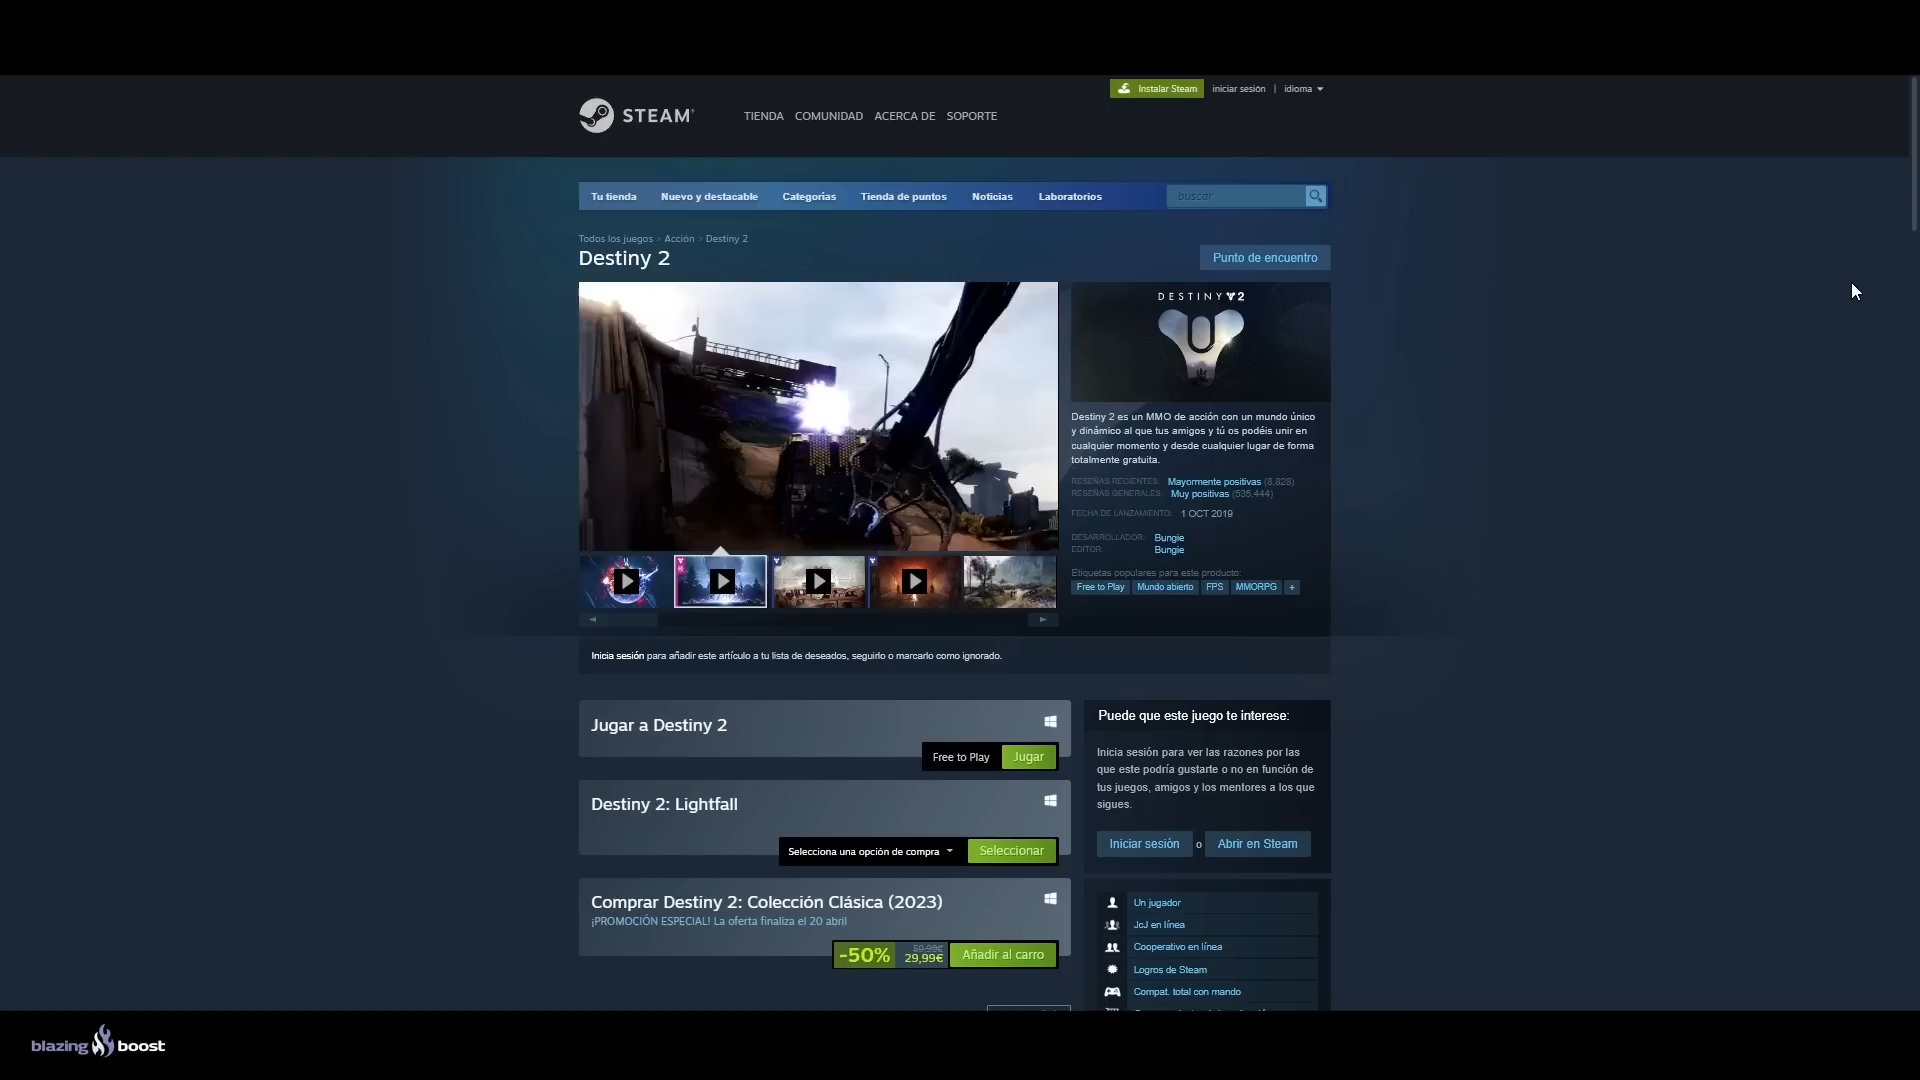 Instalar Steam
iniciar sesión | idioma
STEAM
TIENDA COMUNIDAD ACERCA DE SOPORTE
Tu tienda Nuevo y destacable Categorías Tienda de puntos Noticias Laboratorios
buscar
Todos los juegos > Acción > Destiny 2
Destiny 2
Punto de encuentro
DESTINY 2
Destiny 2 es un MMO de acción con un mundo único
y dinámico al que tus amigos y tú os podéis unir en
cualquier momento y desde cualquier lugar de forma
totalmente gratuita.
RESEÑAS RECIENTES: Mayormente positivas (8,828)
RESEÑAS GENERALES: Muy positivas (535,444)
FECHA DE LANZAMIENTO: 1 OCT 2019
DESARROLLADOR: Bungie
EDITOR: Bungie
Etiquetas populares para este producto:
Free to Play Mundo abierto FPS MMORPG +
Inicia sesión para añadir este artículo a tu lista de deseados, seguirlo o marcarlo como ignorado.
Jugar a Destiny 2
Free to Play Jugar
Destiny 2: Lightfall
Selecciona una opción de compra Seleccionar
Comprar Destiny 2: Colección Clásica (2023)
¡PROMOCIÓN ESPECIAL! La oferta finaliza el 20 abril
-50% 59,99€ 29,99€ Añadir al carro
Puede que este juego te interese:
Inicia sesión para ver las razones por las
que este podría gustarte o no en función de
tus juegos, amigos y los mentores a los que
sigues.
Iniciar sesión o Abrir en Steam
Un jugador
JcJ en línea
Cooperativo en línea
Logros de Steam
Compat. total con mando
blazing boost